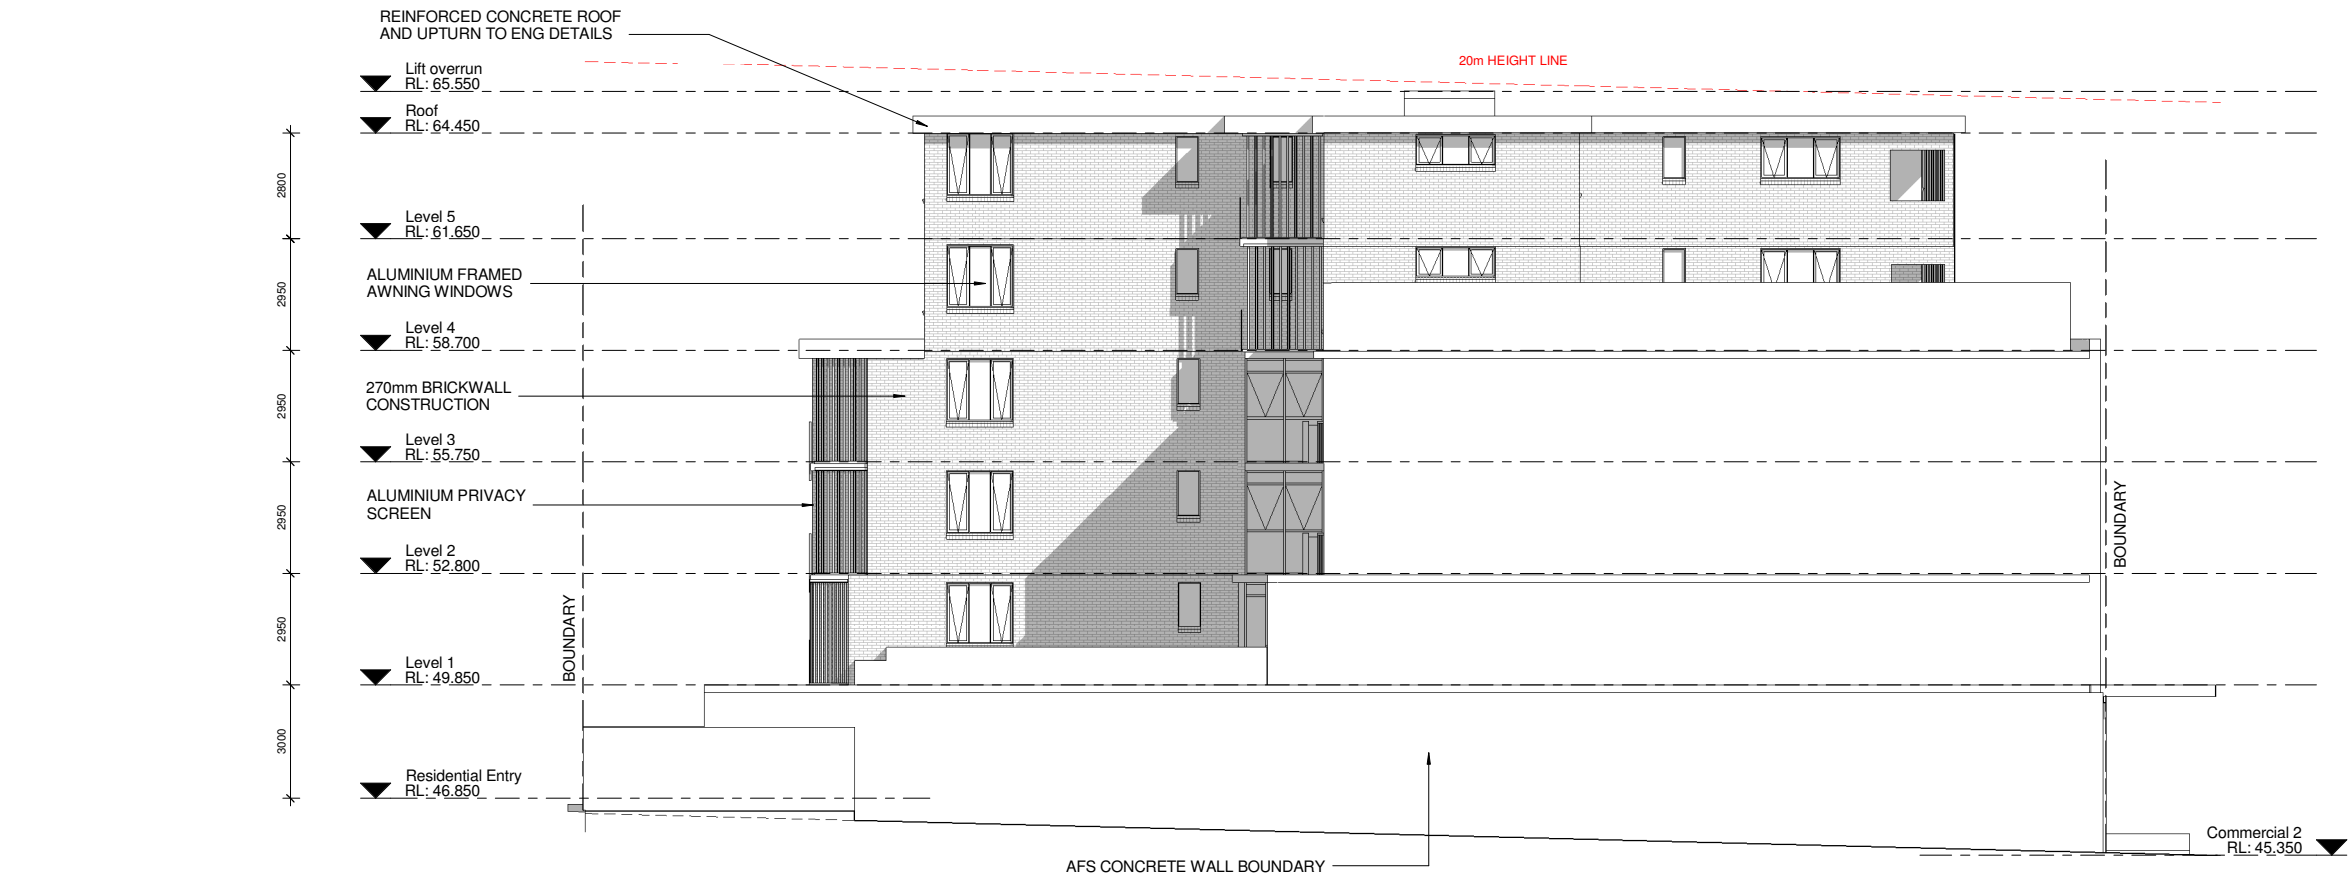 REINFORCED CONCRETE ROOF
AND UPTURN TO ENG DETAILS
20m HEIGHT LINE
Lift overrun
RL: 65.550
Roof
RL: 64.450
2800
Level 5
RL: 61.650
ALUMINIUM FRAMED
AWNING WINDOWS
2950
Level 4
RL: 58.700
270mm BRICKWALL
CONSTRUCTION
2950
Level 3
RL: 55.750
ALUMINIUM PRIVACY
SCREEN
2950
BOUNDARY
Level 2
RL: 52.800
BOUNDARY
2950
Level 1
RL: 49.850
3000
Residential Entry
RL: 46.850
Commercial 2
RL: 45.350
AFS CONCRETE WALL BOUNDARY